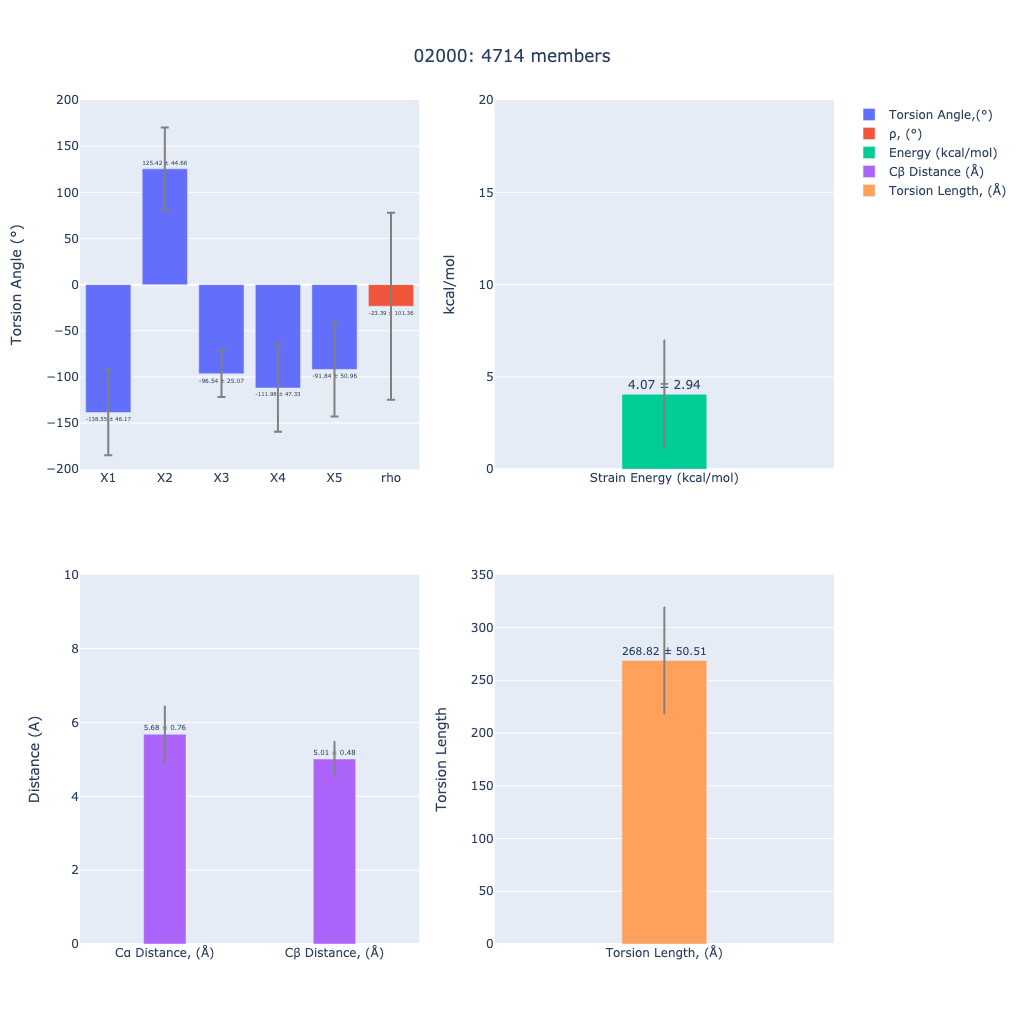 02000: 4714 members
200
150
100
50
0
−50
−100
−150
−200
Torsion Angle (°)
-138.55 ± 46.17
125.42 ± 44.66
-96.54 ± 25.07
-111.98 ± 47.33
-91.84 ± 50.96
-23.39 ± 101.36
X1 X2 X3 X4 X5 rho
20
15
10
5
0
kcal/mol
4.07 ± 2.94
Strain Energy (kcal/mol)
Torsion Angle,(°)
ρ, (°)
Energy (kcal/mol)
Cβ Distance (Å)
Torsion Length, (Å)
10
8
6
4
2
0
Distance (A)
5.68 ± 0.76
5.01 ± 0.48
Cα Distance, (Å) Cβ Distance, (Å)
350
300
250
200
150
100
50
0
Torsion Length
268.82 ± 50.51
Torsion Length, (Å)